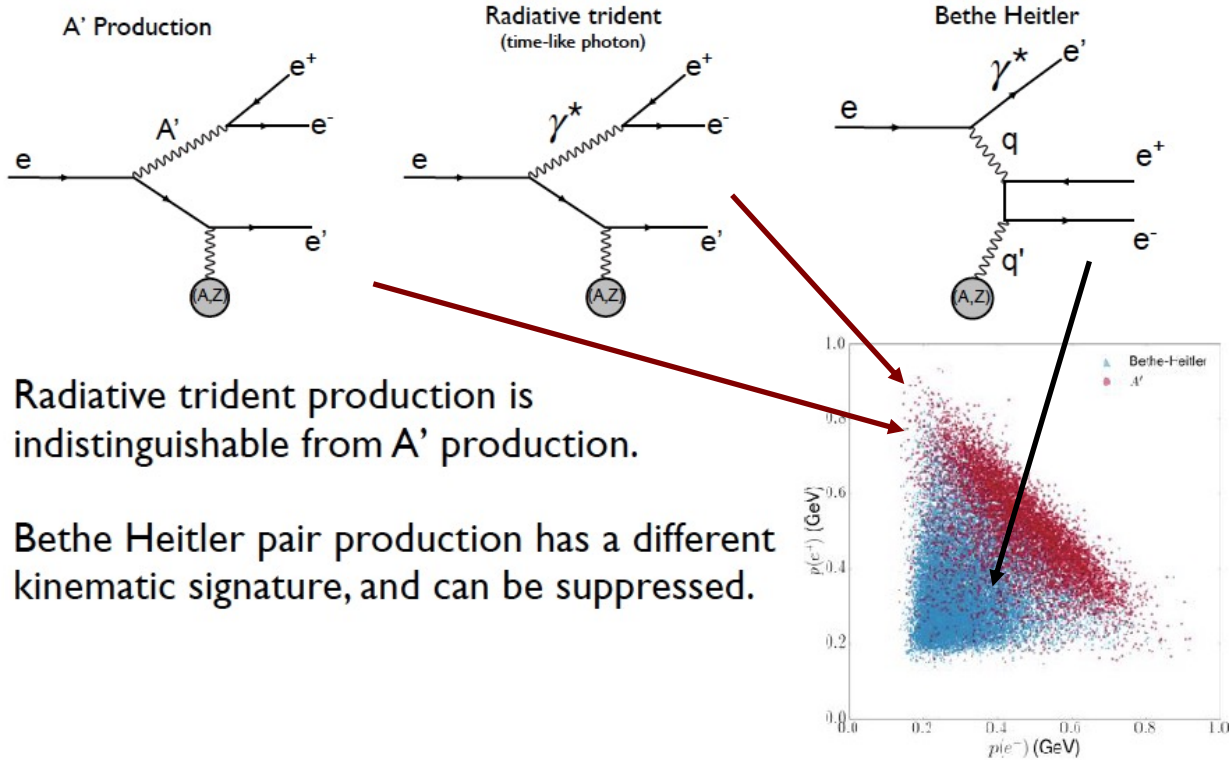 A' Production
Radiative trident
(time-like photon)
Bethe Heitler
e
A'
e+
e-
e'
(A,Z)
e
γ*
e+
e-
e'
(A,Z)
e
γ*
e'
q
e+
e-
q'
(A,Z)
Radiative trident production is
indistinguishable from A' production.
Bethe Heitler pair production has a different
kinematic signature, and can be suppressed.
Bethe-Heitler
A'
1.0
0.8
0.6
0.4
0.2
0.0
p(e+) (GeV)
0.0 0.2 0.4 0.6 0.8 1.0
p(e−) (GeV)